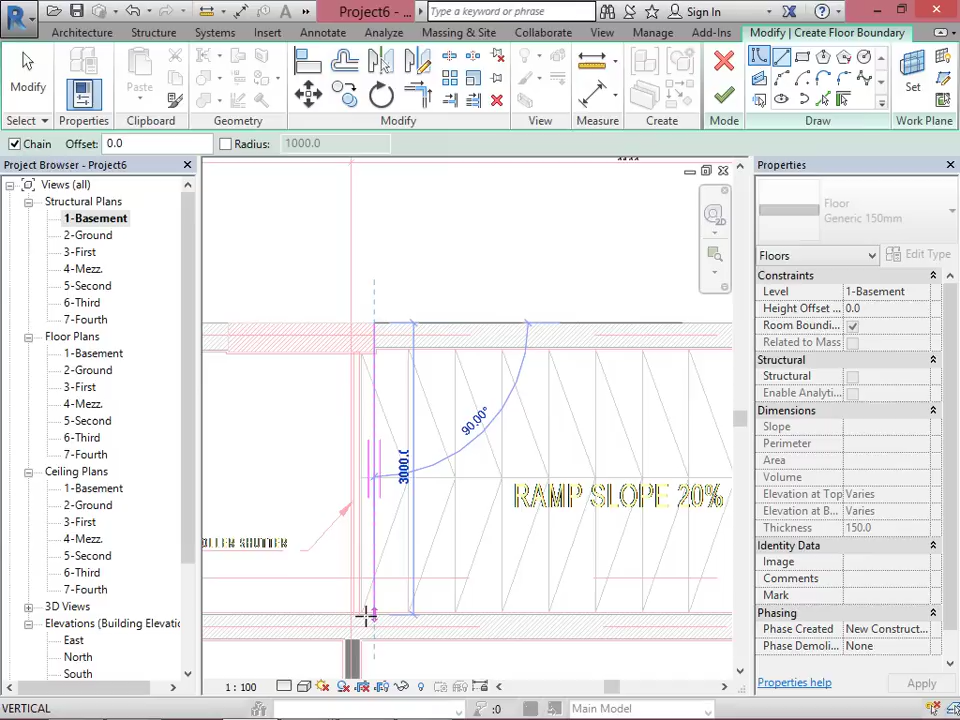 Project6 - ...
Type a keyword or phrase
Sign In
Architecture
Structure
Systems
Insert
Annotate
Analyze
Massing & Site
Collaborate
View
Manage
Add-Ins
Modify | Create Floor Boundary
Modify
Paste
Set
Select
Properties
Clipboard
Geometry
Modify
View
Measure
Create
Mode
Draw
Work Plane
Chain
Offset:
0.0
Radius:
1000.0
Project Browser - Project6
Views (all)
Structural Plans
1-Basement
2-Ground
3-First
4-Mezz.
5-Second
6-Third
7-Fourth
Floor Plans
1-Basement
2-Ground
3-First
4-Mezz.
5-Second
6-Third
7-Fourth
Ceiling Plans
1-Basement
2-Ground
3-First
4-Mezz.
5-Second
6-Third
7-Fourth
3D Views
Elevations (Building Elevatio
East
North
South
2D
90.00°
3000.0
RAMP SLOPE 20%
OLLER SHUTTER
Properties
Floor
Generic 150mm
Floors
Edit Type
Constraints
Level 1-Basement
Height Offset ... 0.0
Room Boundi...
Related to Mass
Structural
Structural
Enable Analyti...
Dimensions
Slope
Perimeter
Area
Volume
Elevation at Top Varies
Elevation at B... Varies
Thickness 150.0
Identity Data
Image
Comments
Mark
Phasing
Phase Created New Construct...
Phase Demoli... None
Properties help
Apply
1 : 100
VERTICAL
:0
Main Model